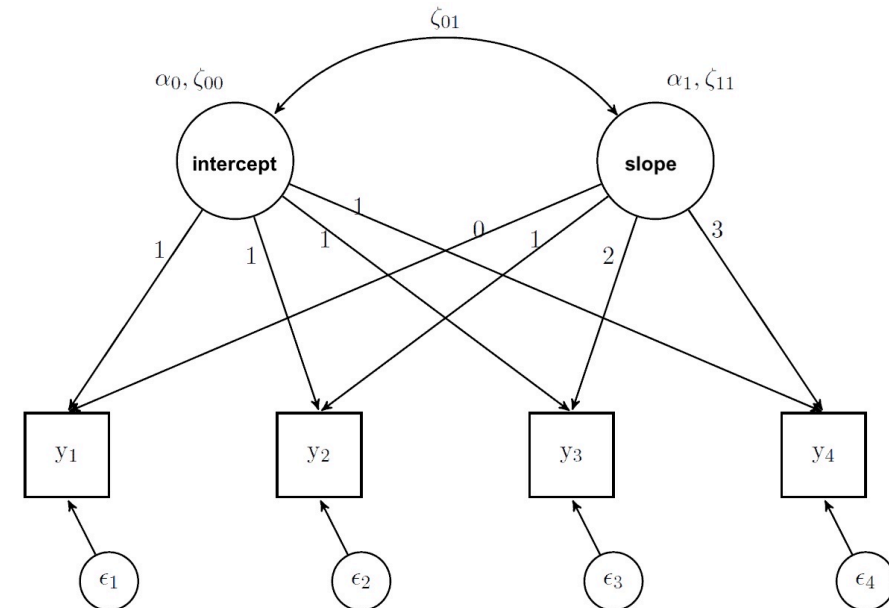 ζ₀₁
α₀, ζ₀₀
α₁, ζ₁₁
intercept
slope
1
1
1
1
0
1
2
3
y₁
y₂
y₃
y₄
ϵ₁
ϵ₂
ϵ₃
ϵ₄